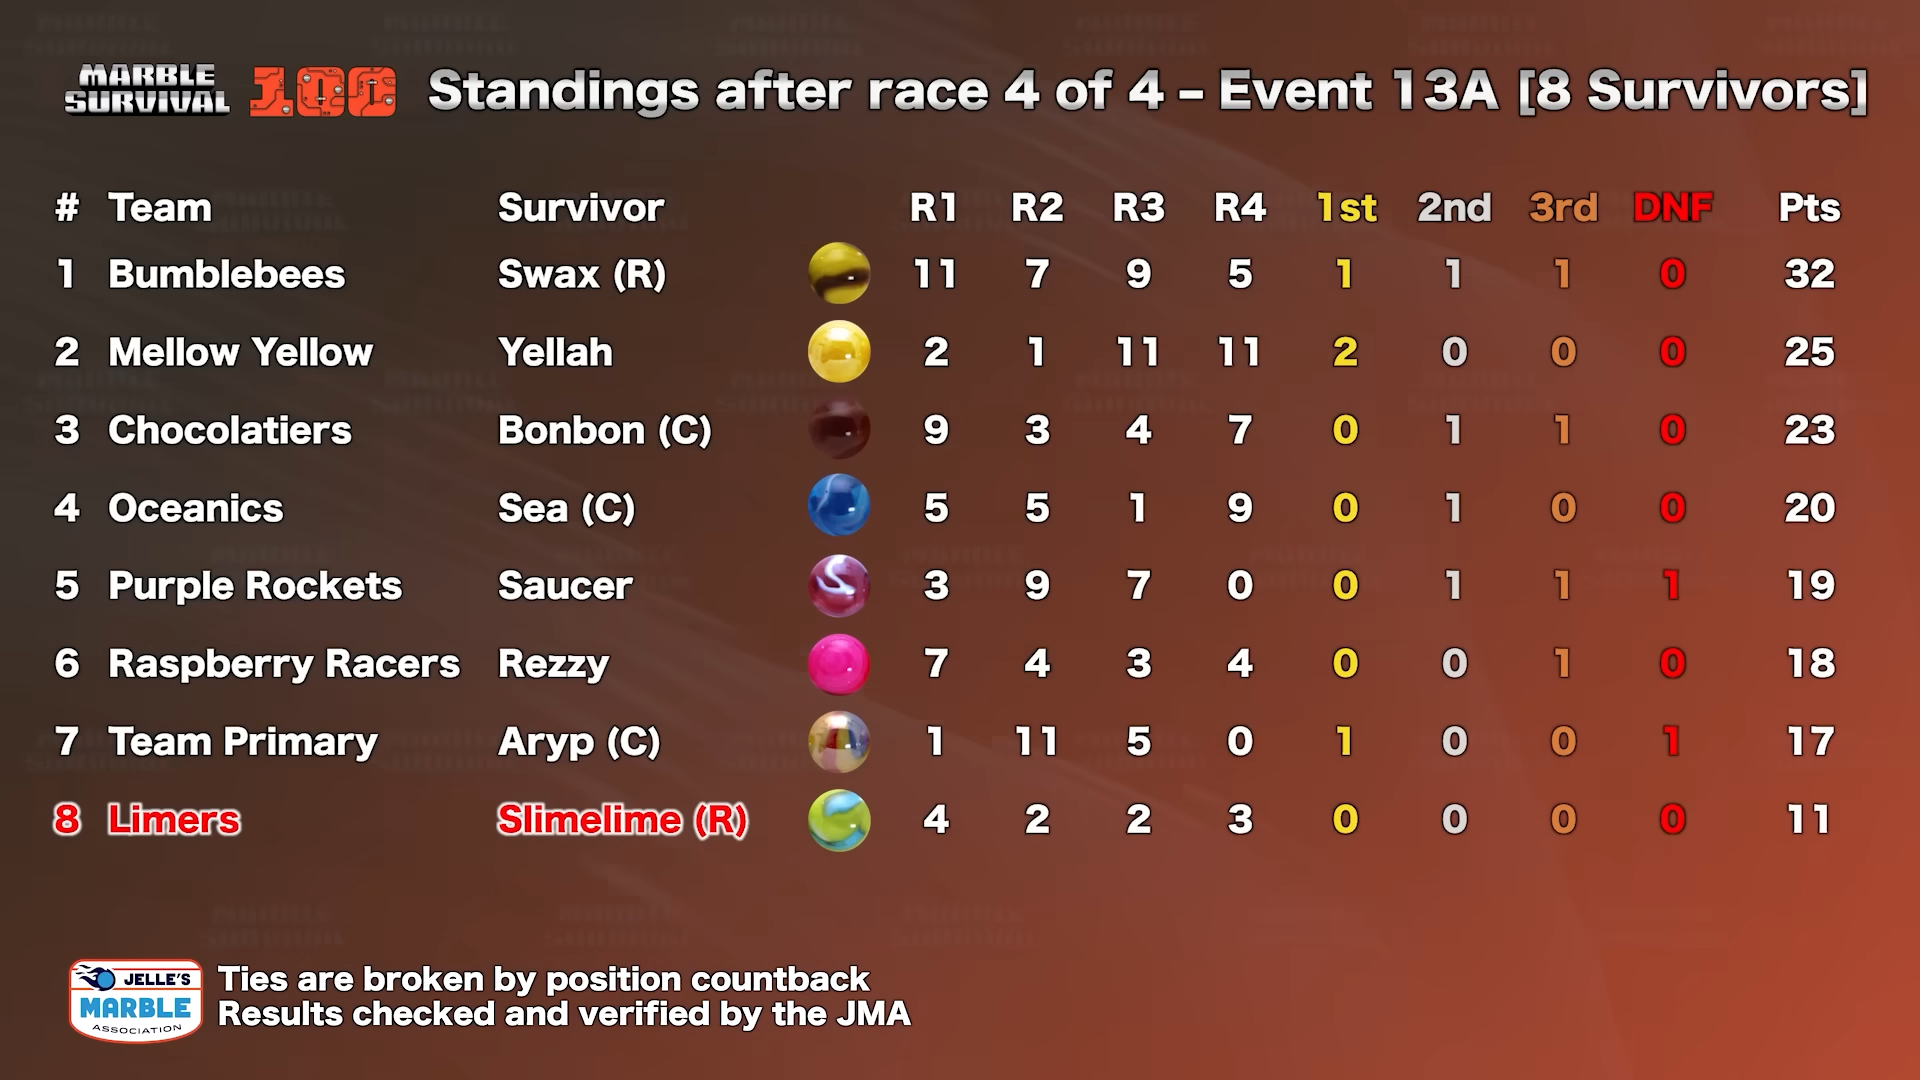 MARBLE SURVIVAL 100 Standings after race 4 of 4 – Event 13A [8 Survivors]
# Team Survivor R1 R2 R3 R4 1st 2nd 3rd DNF Pts
1 Bumblebees Swax (R) 11 7 9 5 1 1 1 0 32
2 Mellow Yellow Yellah 2 1 11 11 2 0 0 0 25
3 Chocolatiers Bonbon (C) 9 3 4 7 0 1 1 0 23
4 Oceanics Sea (C) 5 5 1 9 0 1 0 0 20
5 Purple Rockets Saucer 3 9 7 0 0 1 1 1 19
6 Raspberry Racers Rezzy 7 4 3 4 0 0 1 0 18
7 Team Primary Aryp (C) 1 11 5 0 1 0 0 1 17
8 Limers Slimelime (R) 4 2 2 3 0 0 0 0 11
JELLE'S
MARBLE
ASSOCIATION
Ties are broken by position countback
Results checked and verified by the JMA